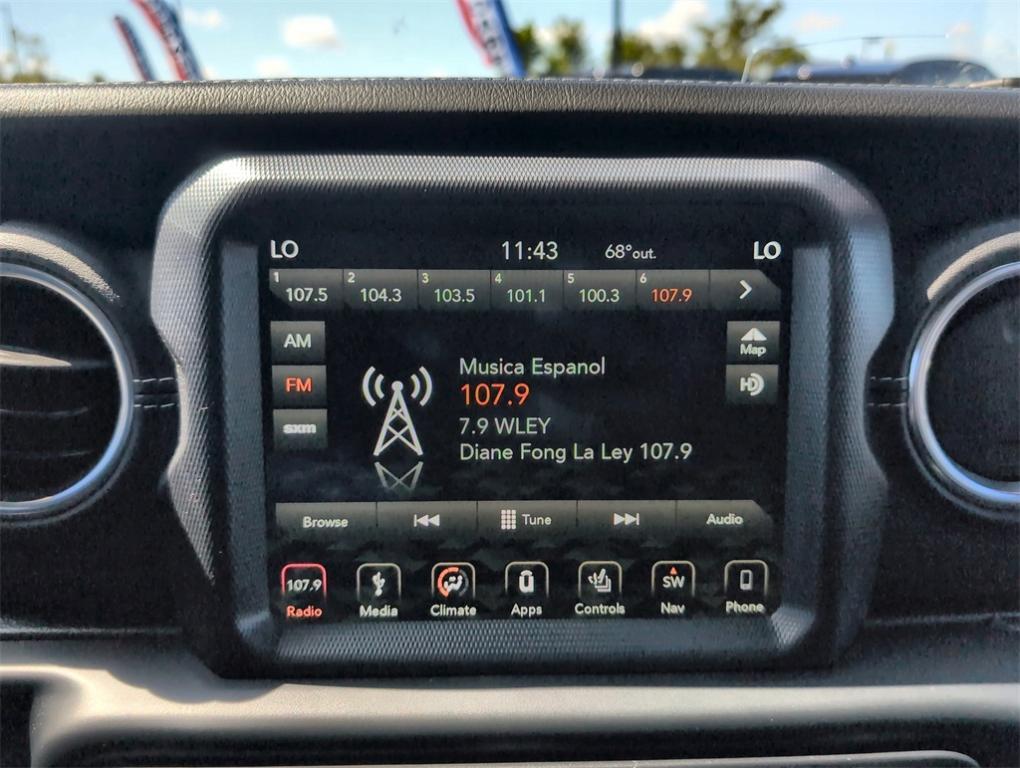 LO 11:43 68°out. LO
1 107.5 2 104.3 3 103.5 4 101.1 5 100.3 6 107.9
AM
Map
FM
HD
sxm
Musica Espanol
107.9
7.9 WLEY
Diane Fong La Ley 107.9
Browse Tune Audio
107.9 SW
Radio Media Climate Apps Controls Nav Phone